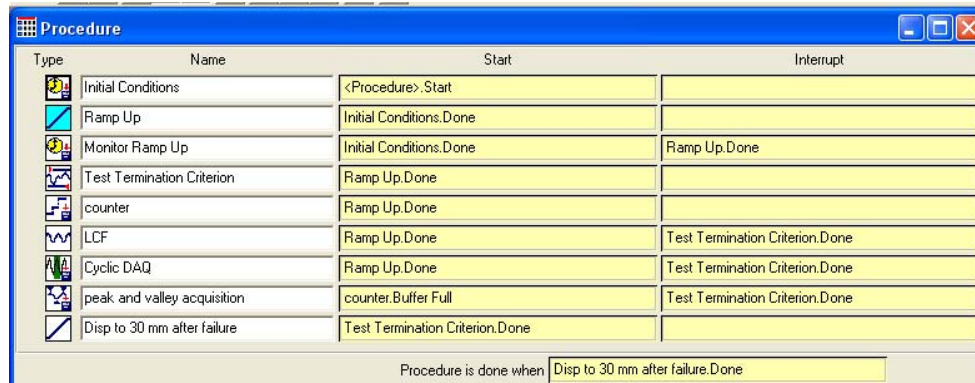 Procedure
Type Name Start Interrupt
Initial Conditions <Procedure>.Start
Ramp Up Initial Conditions.Done
Monitor Ramp Up Initial Conditions.Done Ramp Up.Done
Test Termination Criterion Ramp Up.Done
counter Ramp Up.Done
LCF Ramp Up.Done Test Termination Criterion.Done
Cyclic DAQ Ramp Up.Done Test Termination Criterion.Done
peak and valley acquisition counter.Buffer Full Test Termination Criterion.Done
Disp to 30 mm after failure Test Termination Criterion.Done
Procedure is done when Disp to 30 mm after failure.Done